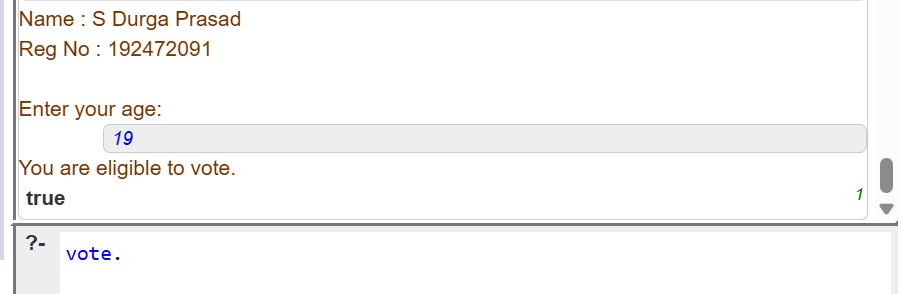 Name : S Durga Prasad
Reg No : 192472091
Enter your age:
19
You are eligible to vote.
true 1
?- vote.